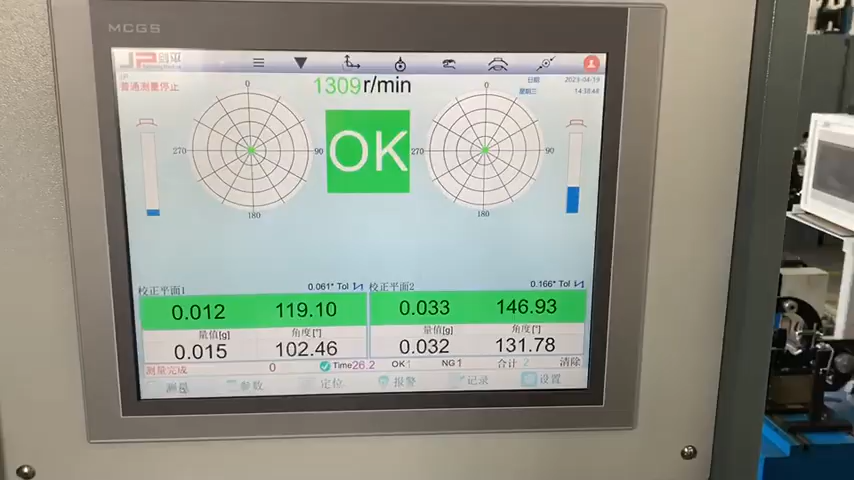 MCGS
JP 剑平
日期 2023-04-19
普通测量停止 1309 r/min 星期三 14:38:48
0 0
270 90 OK 270 90
180 180
校正平面1 0.061* Tol 校正平面2 0.166* Tol
0.012 119.10 0.033 146.93
量值[g] 角度[°] 量值[g] 角度[°]
0.015 102.46 0.032 131.78
测量完成 0 Time26.2 OK1 NG1 合计 2 清除
测量 参数 定位 报警 记录 设置